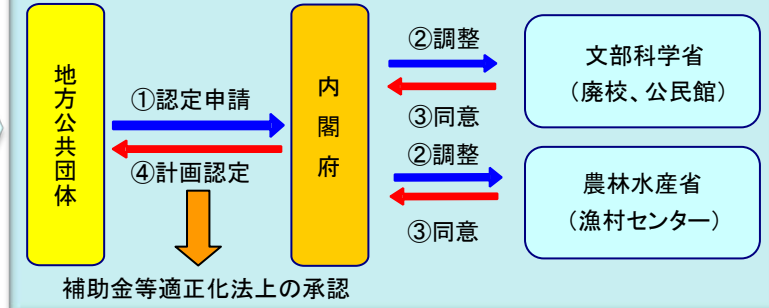 地方公共団体
①認定申請
④計画認定
内閣府
②調整
③同意
②調整
③同意
文部科学省
（廃校、公民館）
農林水産省
（漁村センター）
補助金等適正化法上の承認